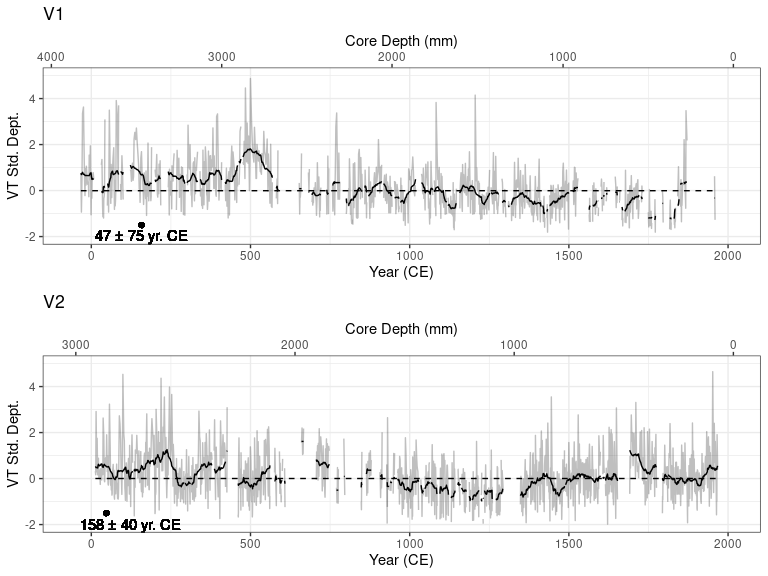 V1
Core Depth (mm)
4000 3000 2000 1000 0
VT Std. Dept.
4
2
0
-2
47 ± 75 yr. CE
0 500 1000 1500 2000
Year (CE)
V2
Core Depth (mm)
3000 2000 1000 0
VT Std. Dept.
4
2
0
-2
158 ± 40 yr. CE
0 500 1000 1500 2000
Year (CE)